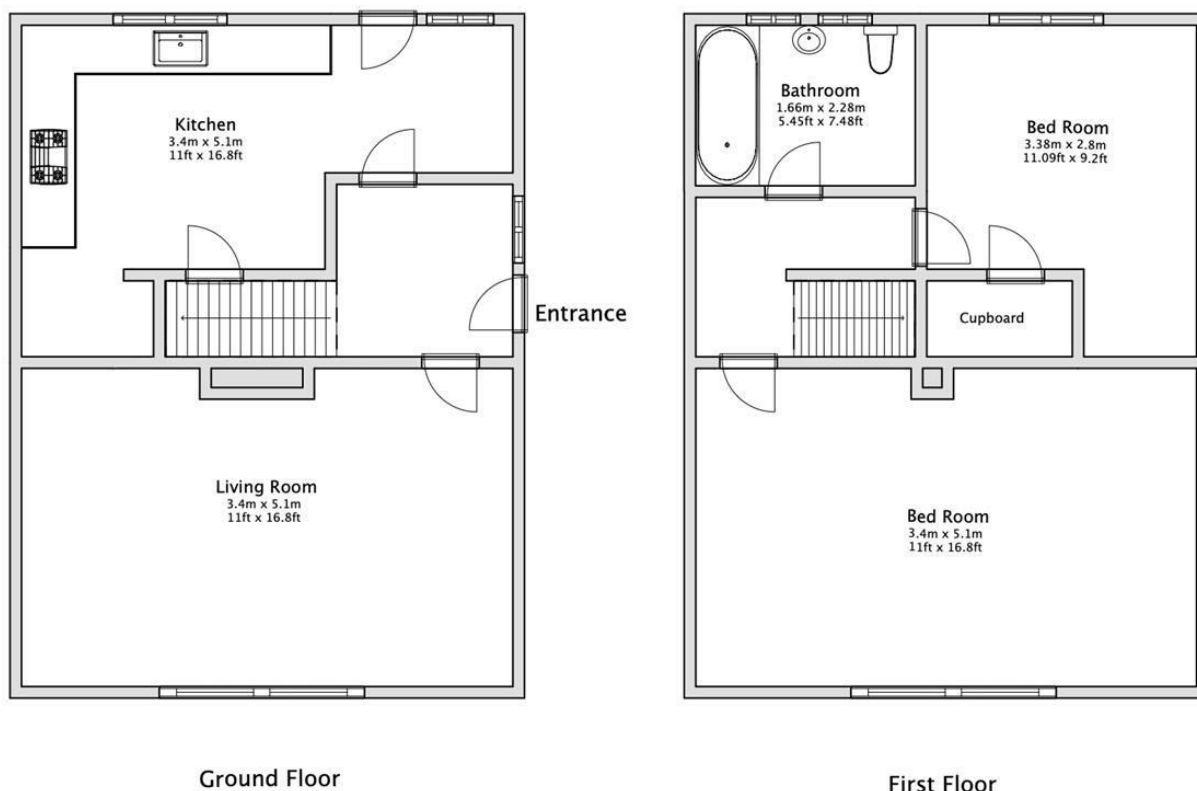 Kitchen
3.4m x 5.1m
11ft x 16.8ft
Entrance
Living Room
3.4m x 5.1m
11ft x 16.8ft
Ground Floor
Bathroom
1.66m x 2.28m
5.45ft x 7.48ft
Bed Room
3.38m x 2.8m
11.09ft x 9.2ft
Cupboard
Bed Room
3.4m x 5.1m
11ft x 16.8ft
First Floor